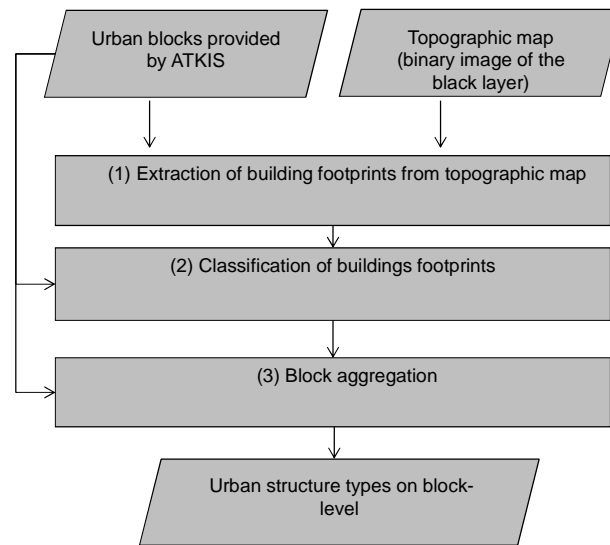 Urban blocks provided
by ATKIS
Topographic map
(binary image of the
black layer)
(1) Extraction of building footprints from topographic map
(2) Classification of buildings footprints
(3) Block aggregation
Urban structure types on block-
level